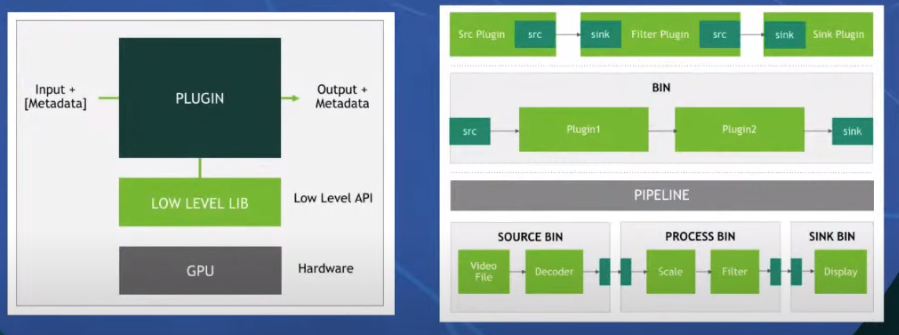 Input +
[Metadata]
PLUGIN
Output +
Metadata
LOW LEVEL LIB
Low Level API
GPU
Hardware
Src Plugin
src
sink
Filter Plugin
src
sink
Sink Plugin
BIN
src
Plugin1
Plugin2
sink
PIPELINE
SOURCE BIN
PROCESS BIN
SINK BIN
Video
File
Decoder
Scale
Filter
Display